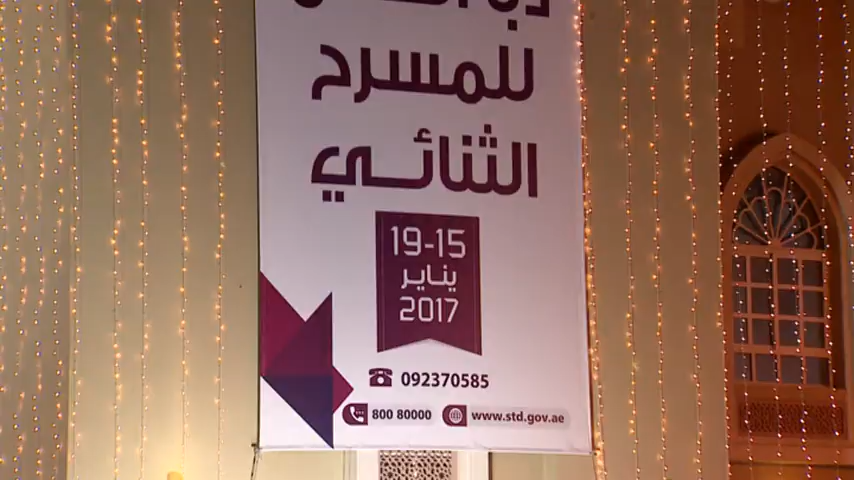 للمسرح
الثنائي
19-15
يناير
2017
092370585
800 80000
www.std.gov.ae